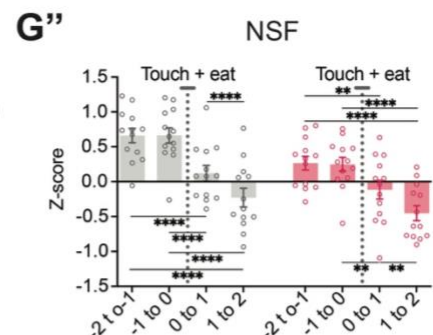 G”
NSF
Touch + eat
Touch + eat
Z-score
1.5
1.0
0.5
0.0
-0.5
-1.0
-1.5
****
**
****
****
****
****
****
****
**
**
-2 to-1
-1 to 0
0 to 1
1 to 2
-2 to-1
-1 to 0
0 to 1
1 to 2